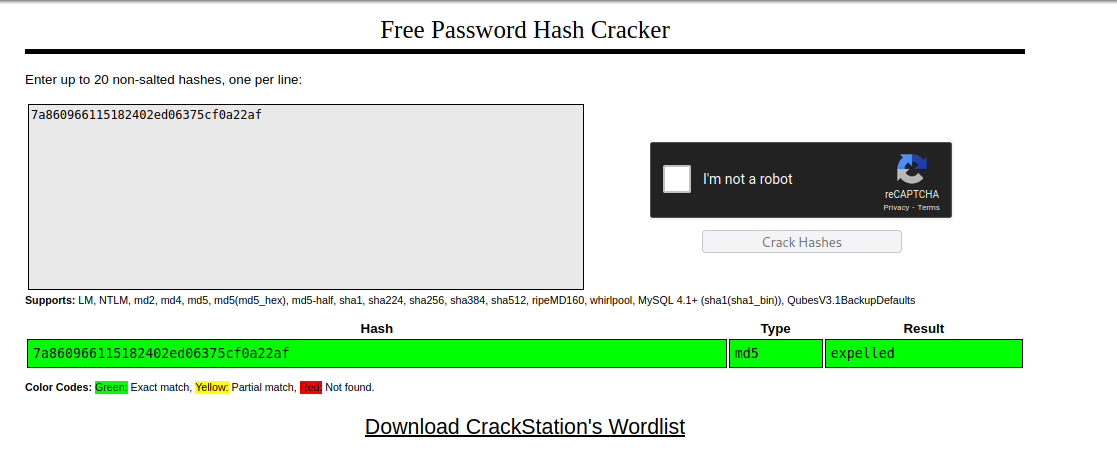 Free Password Hash Cracker
Enter up to 20 non-salted hashes, one per line:
7a860966115182402ed06375cf0a22af
I'm not a robot
reCAPTCHA
Privacy - Terms
Crack Hashes
Supports: LM, NTLM, md2, md4, md5, md5(md5_hex), md5-half, sha1, sha224, sha256, sha384, sha512, ripeMD160, whirlpool, MySQL 4.1+ (sha1(sha1_bin)), QubesV3.1BackupDefaults
Hash Type Result
7a860966115182402ed06375cf0a22af md5 expelled
Color Codes: Green: Exact match, Yellow: Partial match, Red: Not found.
Download CrackStation's Wordlist